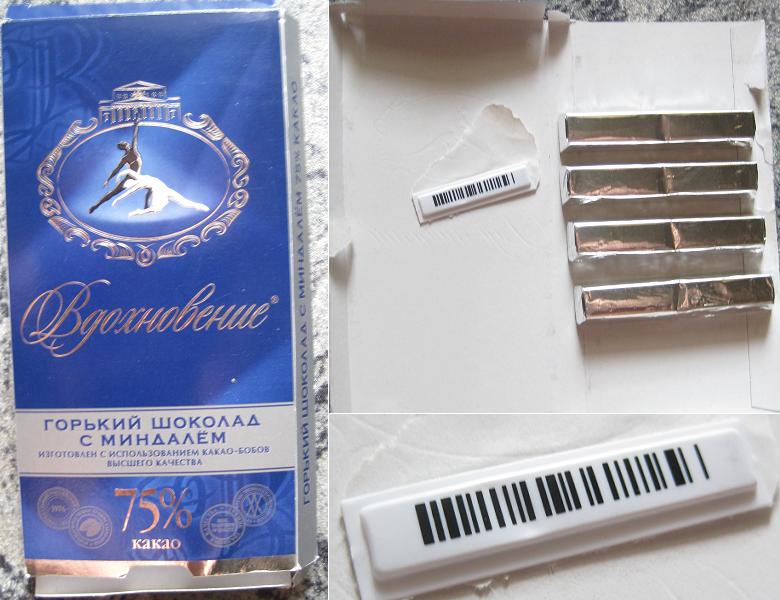 Вдохновение®
ГОРЬКИЙ ШОКОЛАД
С МИНДАЛЁМ
ИЗГОТОВЛЕН С ИСПОЛЬЗОВАНИЕМ КАКАО-БОБОВ
ВЫСШЕГО КАЧЕСТВА
75%
какао
ГОРЬКИЙ ШОКОЛАД С МИНДАЛЁМ 75% КАКАО